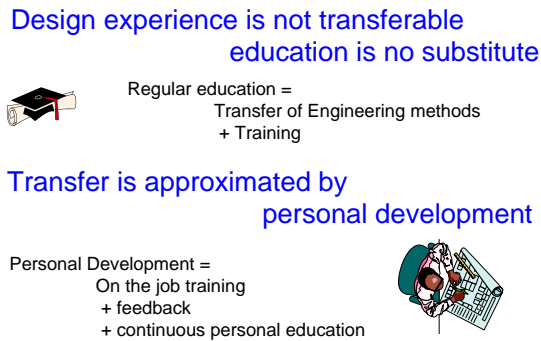 Design experience is not transferable
education is no substitute
Regular education =
Transfer of Engineering methods
+ Training
Transfer is approximated by
personal development
Personal Development =
On the job training
+ feedback
+ continuous personal education